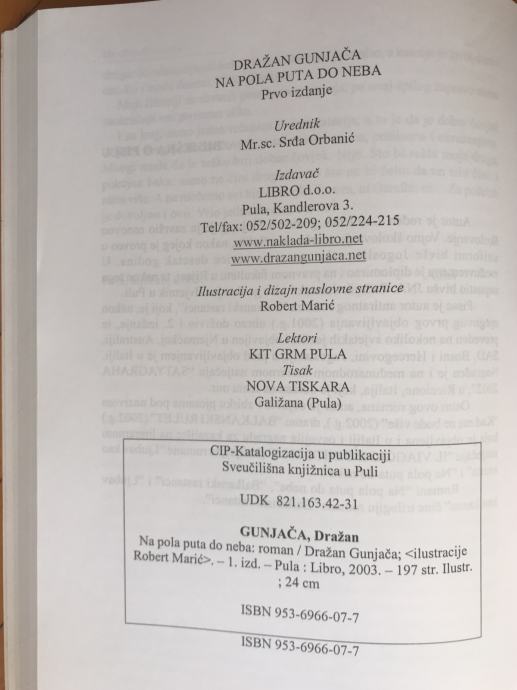 DRAŽAN GUNJAČA
NA POLA PUTA DO NEBA
Prvo izdanje
Urednik
Mr.sc. Srđa Orbanić
Izdavač
LIBRO d.o.o.
Pula, Kandlerova 3.
Tel/fax: 052/502-209; 052/224-215
www.naklada-libro.net
www.drazangunjaca.net
Ilustracija i dizajn naslovne stranice
Robert Marić
Lektori
KIT GRM PULA
Tisak
NOVA TISKARA
Galižana (Pula)
CIP-Katalogizacija u publikaciji
Sveučilišna knjižnica u Puli
UDK 821.163.42-31
GUNJAČA, Dražan
Na pola puta do neba: roman / Dražan Gunjača; <ilustracije
Robert Marić>. – 1. izd. – Pula : Libro, 2003. – 197 str. Ilustr.
; 24 cm
ISBN 953-6966-07-7
ISBN 953-6966-07-7